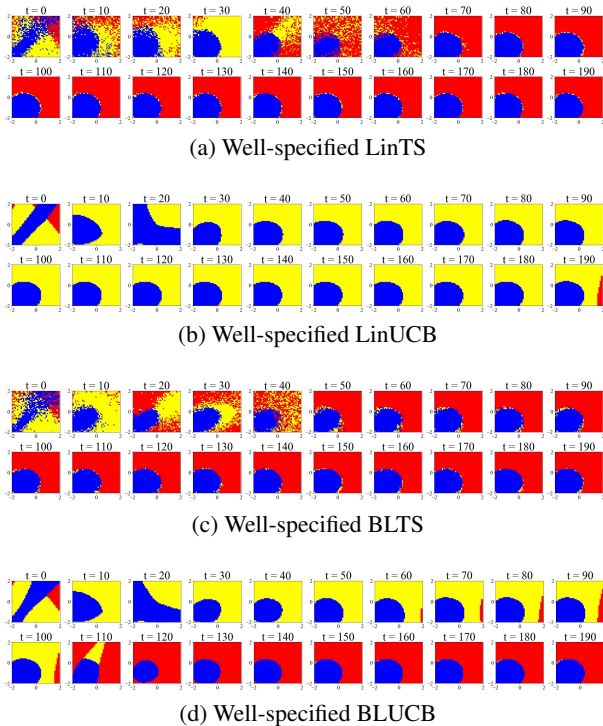 t = 0 t = 10 t = 20 t = 30 t = 40 t = 50 t = 60 t = 70 t = 80 t = 90
t = 100 t = 110 t = 120 t = 130 t = 140 t = 150 t = 160 t = 170 t = 180 t = 190
(a) Well-specified LinTS
t = 0 t = 10 t = 20 t = 30 t = 40 t = 50 t = 60 t = 70 t = 80 t = 90
t = 100 t = 110 t = 120 t = 130 t = 140 t = 150 t = 160 t = 170 t = 180 t = 190
(b) Well-specified LinUCB
t = 0 t = 10 t = 20 t = 30 t = 40 t = 50 t = 60 t = 70 t = 80 t = 90
t = 100 t = 110 t = 120 t = 130 t = 140 t = 150 t = 160 t = 170 t = 180 t = 190
(c) Well-specified BLTS
t = 0 t = 10 t = 20 t = 30 t = 40 t = 50 t = 60 t = 70 t = 80 t = 90
t = 100 t = 110 t = 120 t = 130 t = 140 t = 150 t = 160 t = 170 t = 180 t = 190
(d) Well-specified BLUCB